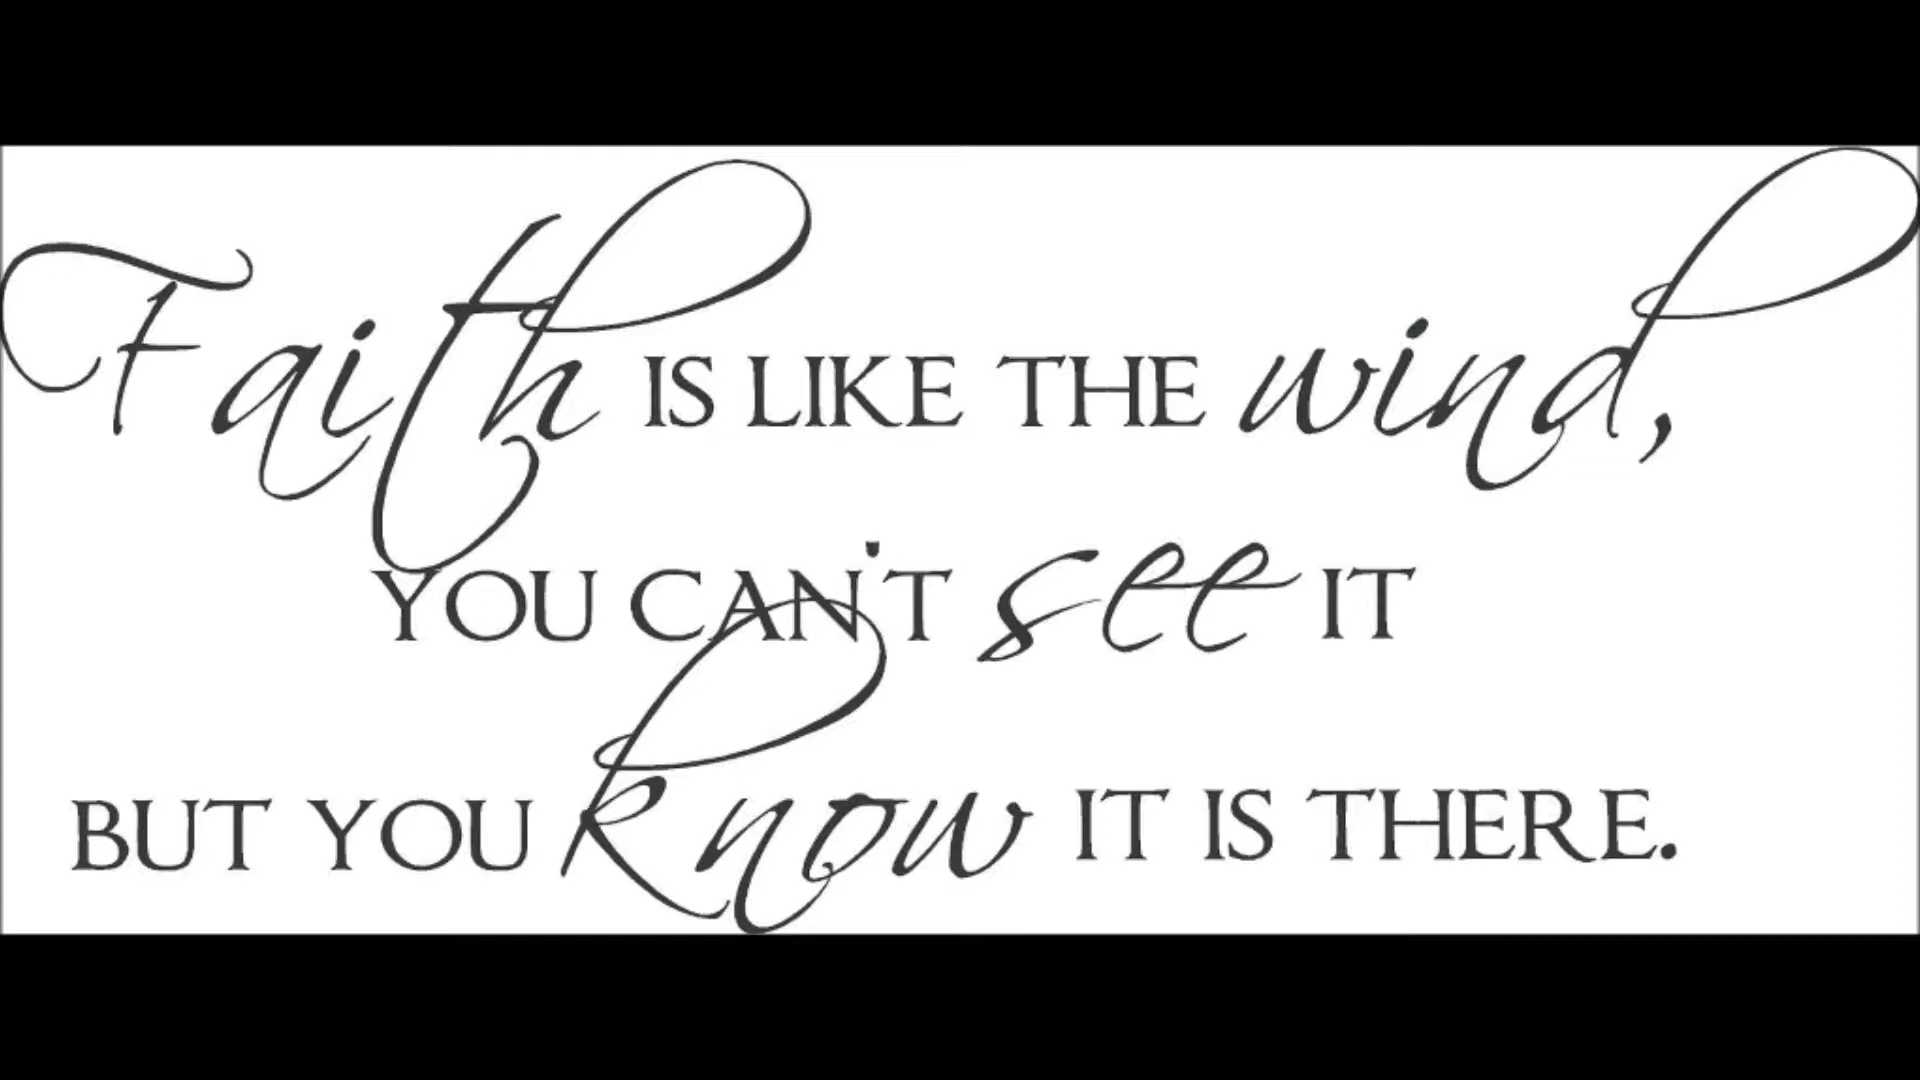 Faith IS LIKE THE wind,
YOU CAN'T see IT
BUT YOU know IT IS THERE.